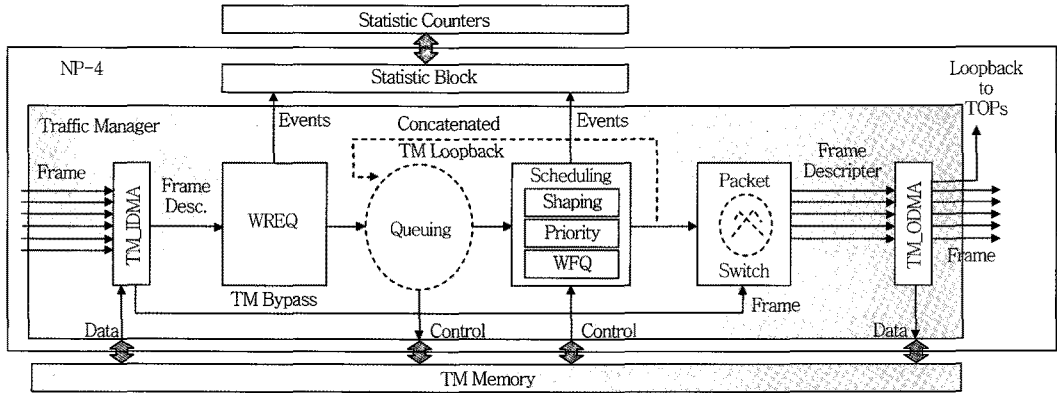 Statistic Counters
NP-4
Statistic Block
Loopback
to
TOPs
Traffic Manager
Events
Concatenated
Events
TM Loopback
Frame
TM_IDMA
Frame
Desc.
WREQ
Queuing
Scheduling
Shaping
Priority
WFQ
Packet
Switch
Frame
Descripter
TM_ODMA
Frame
TM Bypass
Frame
Data
Control
Control
Data
TM Memory